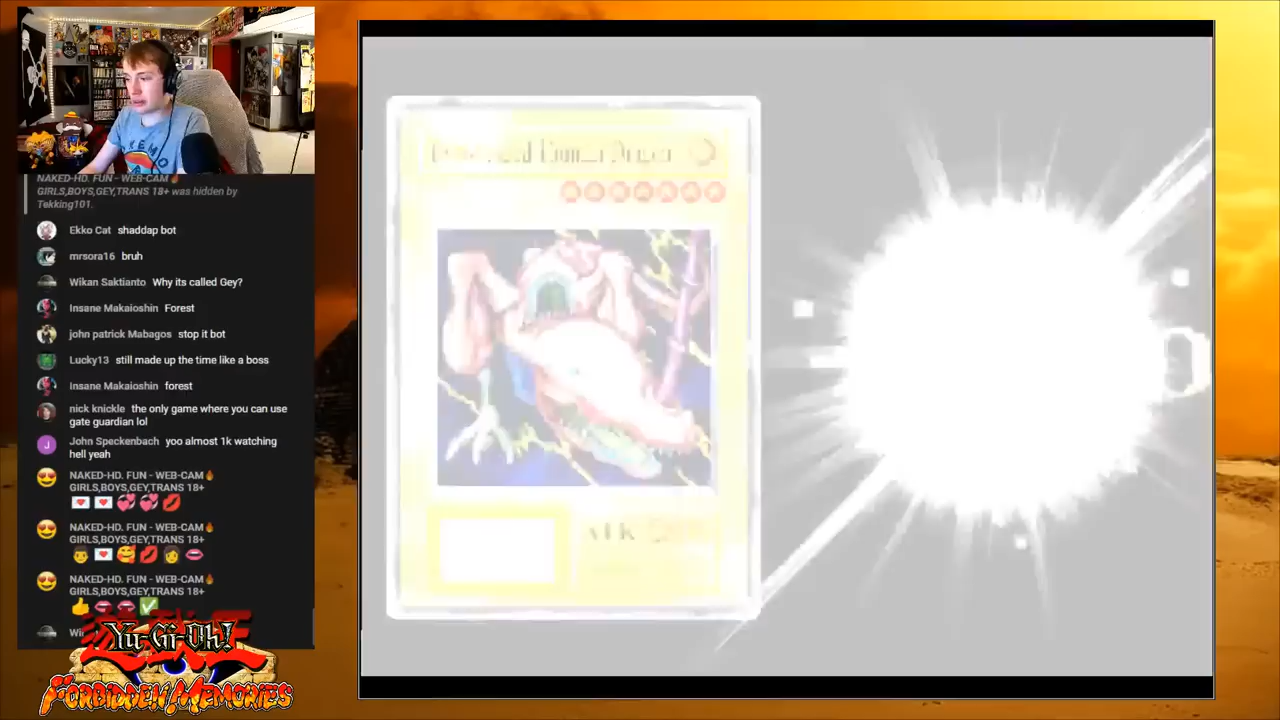 NAKED-HD. FUN - WEB-CAM🔥
GIRLS,BOYS,GEY,TRANS 18+ was hidden by
Tekking101.
Ekko Cat shaddap bot
mrsora16 bruh
Wikan Saktianto Why its called Gey?
Insane Makaioshin Forest
john patrick Mabagos stop it bot
Lucky13 still made up the time like a boss
Insane Makaioshin forest
nick knickle the only game where you can use
gate guardian lol
J John Speckenbach yoo almost 1k watching
hell yeah
NAKED-HD. FUN - WEB-CAM🔥
GIRLS,BOYS,GEY,TRANS 18+
💌 💌 💞 💞 💋
NAKED-HD. FUN - WEB-CAM🔥
GIRLS,BOYS,GEY,TRANS 18+
👨 💌 🥰 💋 👩 👄
NAKED-HD. FUN - WEB-CAM🔥
GIRLS,BOYS,GEY,TRANS 18+
👍 👄 👄 ✅
Yu-Gi-Oh!
FORBIDDEN MEMORIES
ATK